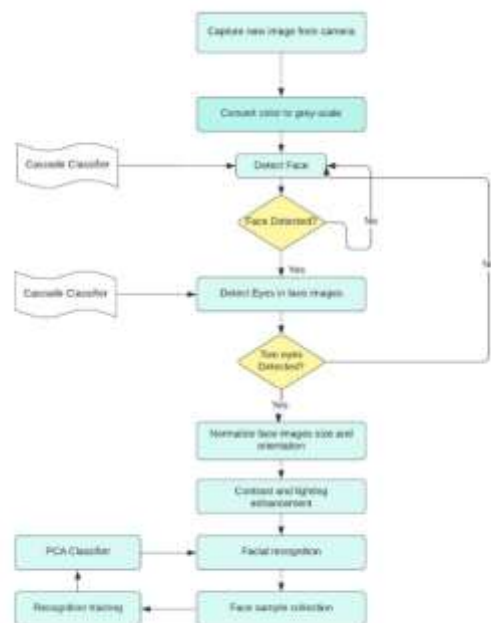 Capture new image from camera
Convert color to grey-scale
Cascade Classifier
Detect Face
Face Detected?
No
Yes
Cascade Classifier
Detect Eyes in face images
No
Two eyes
Detected?
Yes
Normalize face images size and
orientation
Contrast and lighting
enhancement
PCA Classifier
Facial recognition
Recognition training
Face sample collection